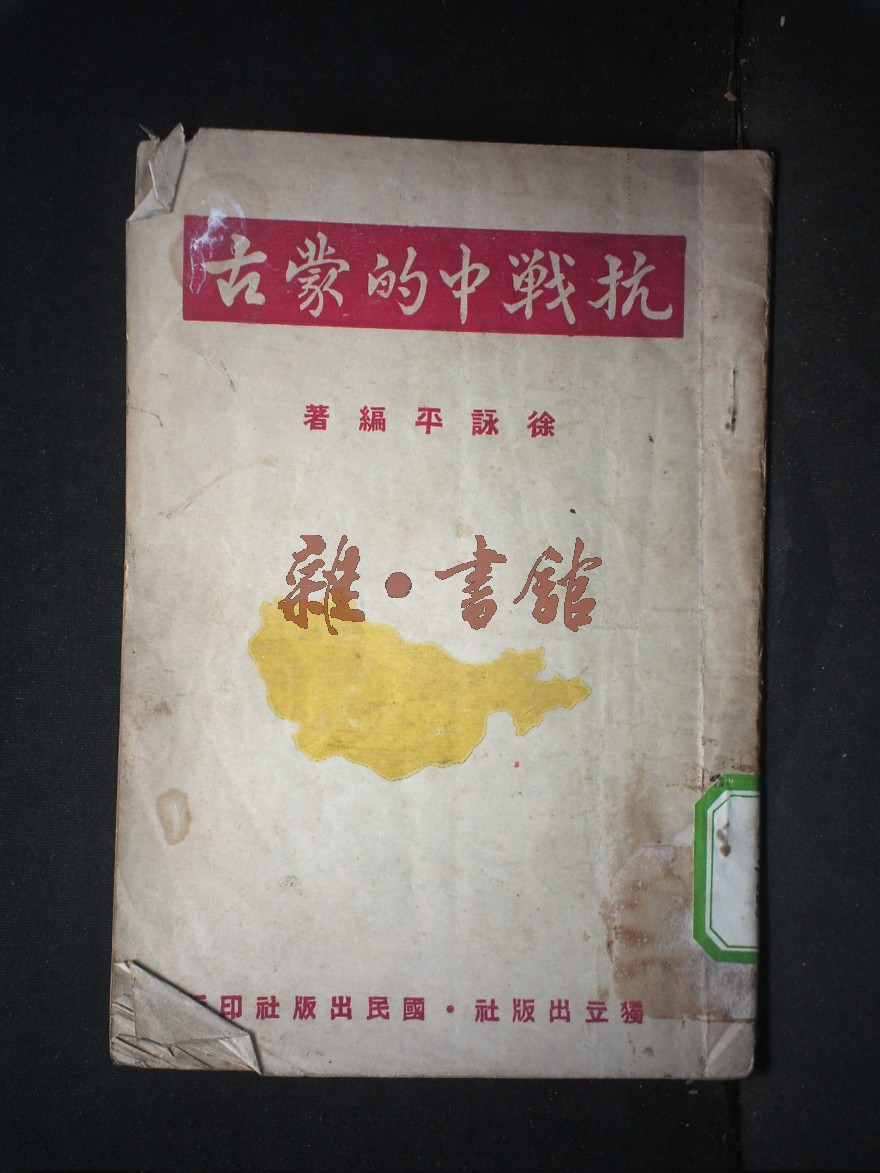 抗戰中的蒙古
徐詠平編著
雜·書館
獨立出版社·國民出版社印